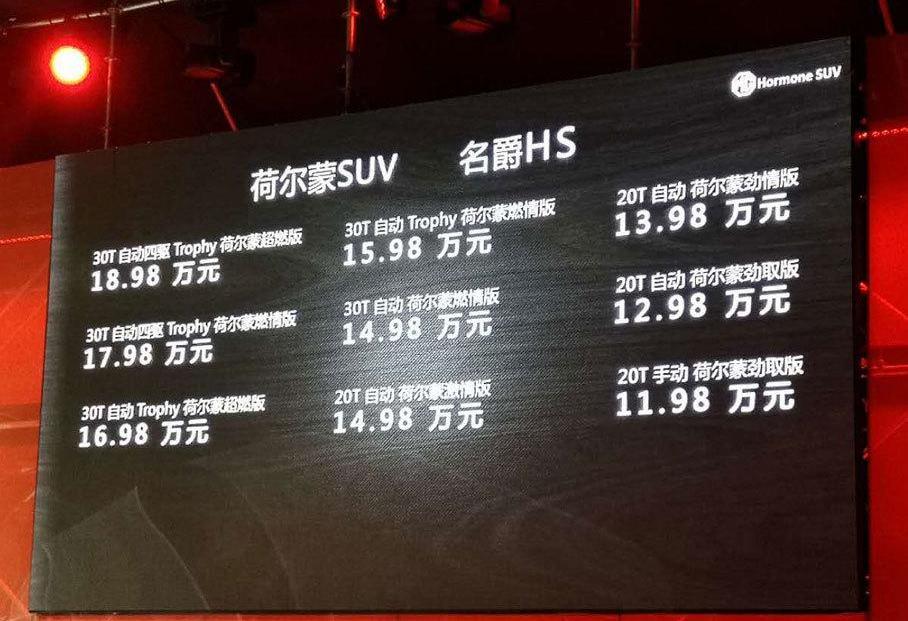 MG Hormone SUV
荷尔蒙SUV 名爵HS
30T 自动四驱 Trophy 荷尔蒙超燃版
18.98 万元
30T 自动四驱 Trophy 荷尔蒙燃情版
17.98 万元
30T 自动 Trophy 荷尔蒙超燃版
16.98 万元
30T 自动 Trophy 荷尔蒙燃情版
15.98 万元
30T 自动 荷尔蒙燃情版
14.98 万元
20T 自动 荷尔蒙激情版
14.98 万元
20T 自动 荷尔蒙劲情版
13.98 万元
20T 自动 荷尔蒙劲取版
12.98 万元
20T 手动 荷尔蒙劲取版
11.98 万元